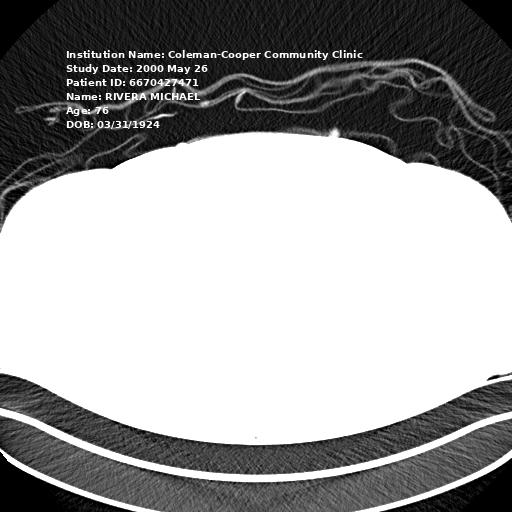 Institution Name: Coleman-Cooper Community Clinic
Study Date: 2000 May 26
Patient ID: 6670427471
Name: RIVERA MICHAEL
Age: 76
DOB: 03/31/1924